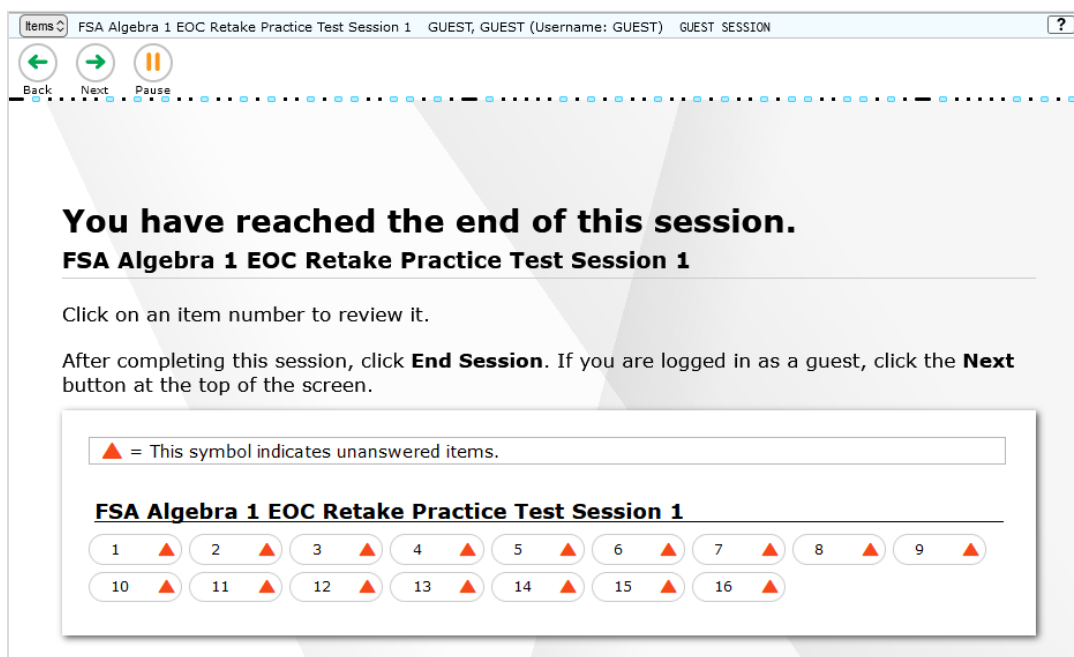 Items FSA Algebra 1 EOC Retake Practice Test Session 1 GUEST, GUEST (Username: GUEST) GUEST SESSION ?
Back Next Pause
You have reached the end of this session.
FSA Algebra 1 EOC Retake Practice Test Session 1
Click on an item number to review it.
After completing this session, click End Session. If you are logged in as a guest, click the Next
button at the top of the screen.
= This symbol indicates unanswered items.
FSA Algebra 1 EOC Retake Practice Test Session 1
1 2 3 4 5 6 7 8 9
10 11 12 13 14 15 16